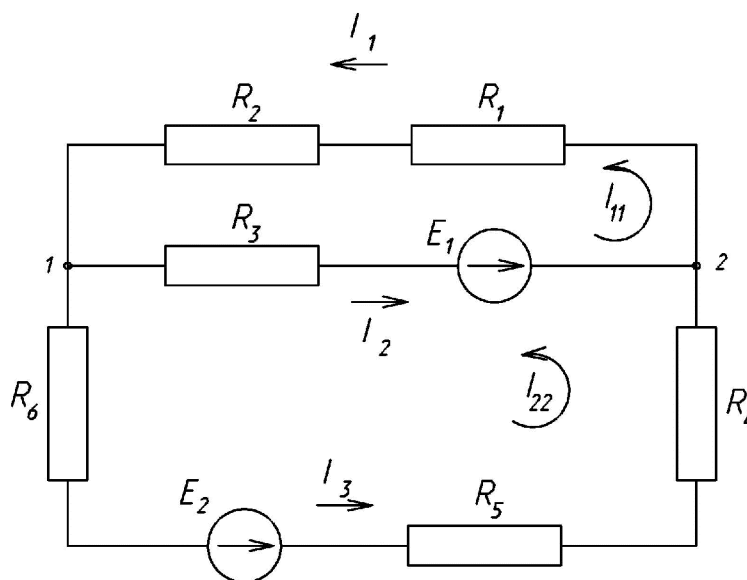 I₁
R₂ R₁
I₁₁
R₃ E₁
1 2
I₂
R₆ I₂₂ R
E₂ I₃ R₅